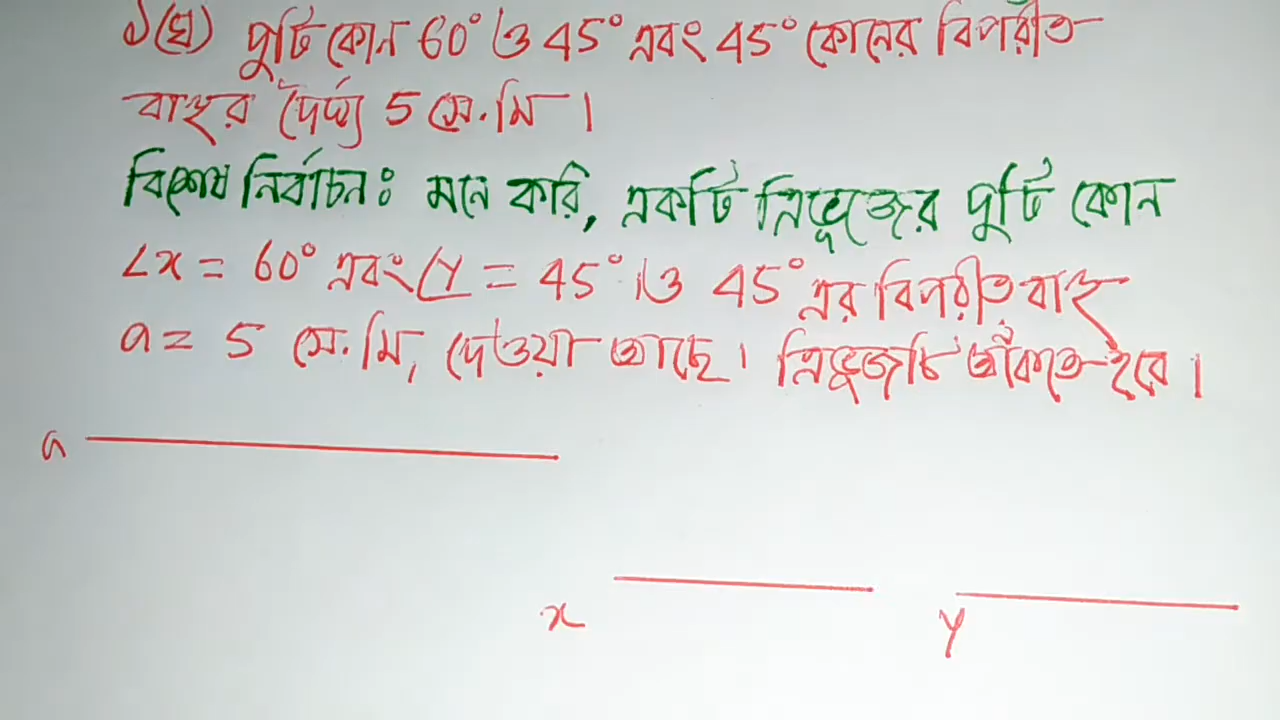 ১(ঘ) দুটি কোন 60° ও 45° এবং 45° কোনের বিপরীত
বাহুর দৈর্ঘ্য 5 সে.মি।
বিশেষ নির্বাচন: মনে করি, একটি ত্রিভূজের দুটি কোন
∠x = 60° এবং ∠y = 45° ও 45° এর বিপরীত বাহু
a = 5 সে.মি, দেওয়া আছে। ত্রিভুজটি আঁকতে হবে।
a
x
y